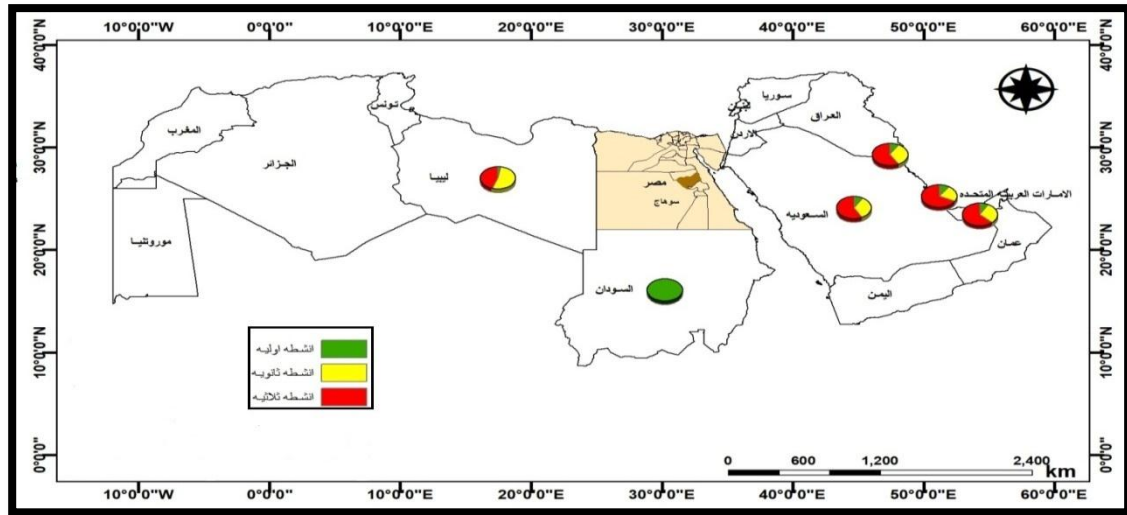 10°0'0"W 0°0'0" 10°0'0"E 20°0'0"E 30°0'0"E 40°0'0"E 50°0'0"E 60°0'0"E
40°0'0"N 40°0'0"N
سوريا
لبنان
العراق
تونس
الاردن
المغرب
30°0'0"N 30°0'0"N
الجزائر
ليبيا
مصر
سوهاج
الامارات العربيه المتحده
السعوديه
عمان
موروتنيا
20°0'0"N 20°0'0"N
السودان
اليمن
انشطه اوليه
انشطه ثانويه
انشطه ثلاثيه
10°0'0"N 10°0'0"N
0°0'0" 0°0'0"
0 600 1,200 2,400 km
10°0'0"W 0°0'0" 10°0'0"E 20°0'0"E 30°0'0"E 40°0'0"E 50°0'0"E 60°0'0"E